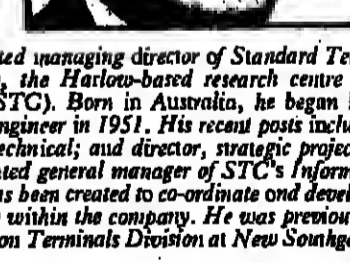 ted managing director of Standard Te
, the Harlow-based research centre
STC). Born in Australia, he began
ngineer in 1951. His recent posts inclu
echnical; and director, strategic projec
ted general manager of STC's Inform
as been created to co-ordinate and devel
within the company. He was previou
on Terminals Division at New Southga